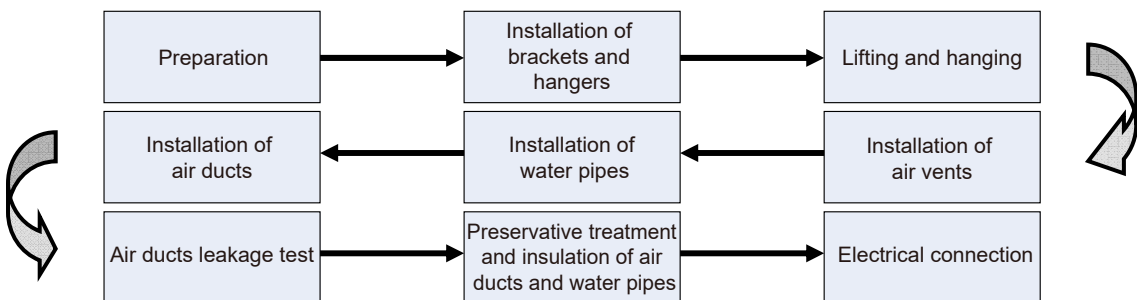 Preparation
Installation of
brackets and
hangers
Lifting and hanging
Installation of
air ducts
Installation of
water pipes
Installation of
air vents
Air ducts leakage test
Preservative treatment
and insulation of air
ducts and water pipes
Electrical connection